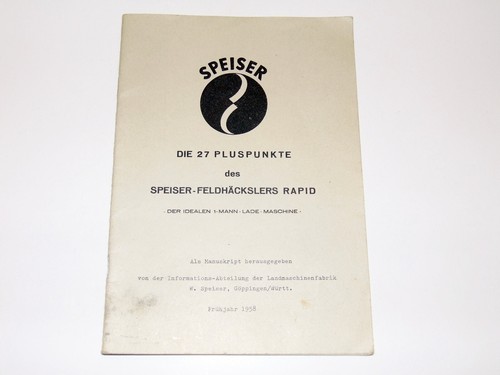 SPEISER
DIE 27 PLUSPUNKTE
des
SPEISER-FELDHÄCKSLERS RAPID
- DER IDEALEN 1-MANN-LADE-MASCHINE -
Als Manuskript herausgegeben
von der Informations-Abteilung der Landmaschinenfabrik
W. Speiser, Göppingen/Württ.
Frühjahr 1958